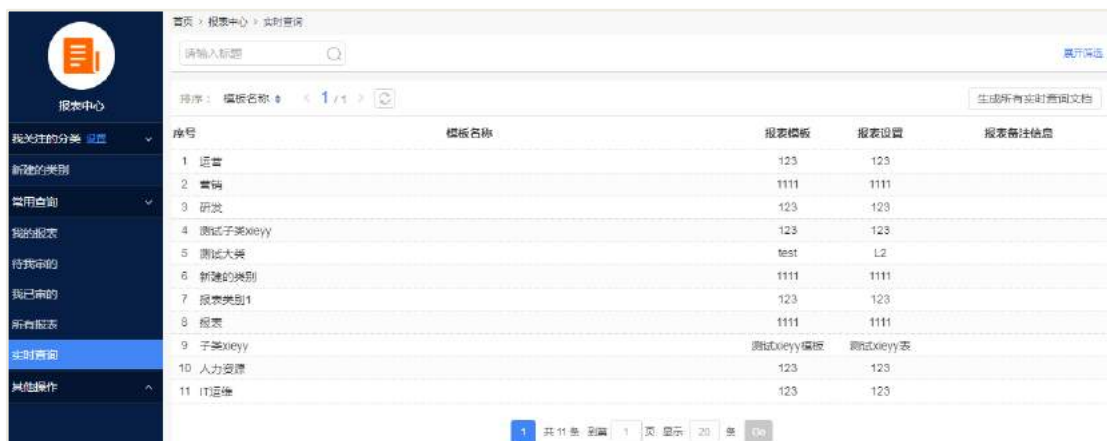 首页 > 报表中心 > 实时查询
请输入标题
展开筛选
报表中心
排序： 模板名称 < 1 / 1 >
生成所有实时查询文档
我关注的分类 设置
新建的类别
常用查询
我的报表
待我审的
我已审的
所有报表
实时查询
其他操作
序号 模板名称 报表模板 报表设置 报表备注信息
1 运营 123 123
2 营销 1111 1111
3 研发 123 123
4 测试子类xieyy 123 123
5 测试大类 test L2
6 新建的类别 1111 1111
7 报表类别1 123 123
8 报表 1111 1111
9 子类xieyy 测试xieyy模板 测试xieyy表
10 人力资源 123 123
11 IT运维 123 123
1 共 11 条 到第 1 页 显示 20 条 Go